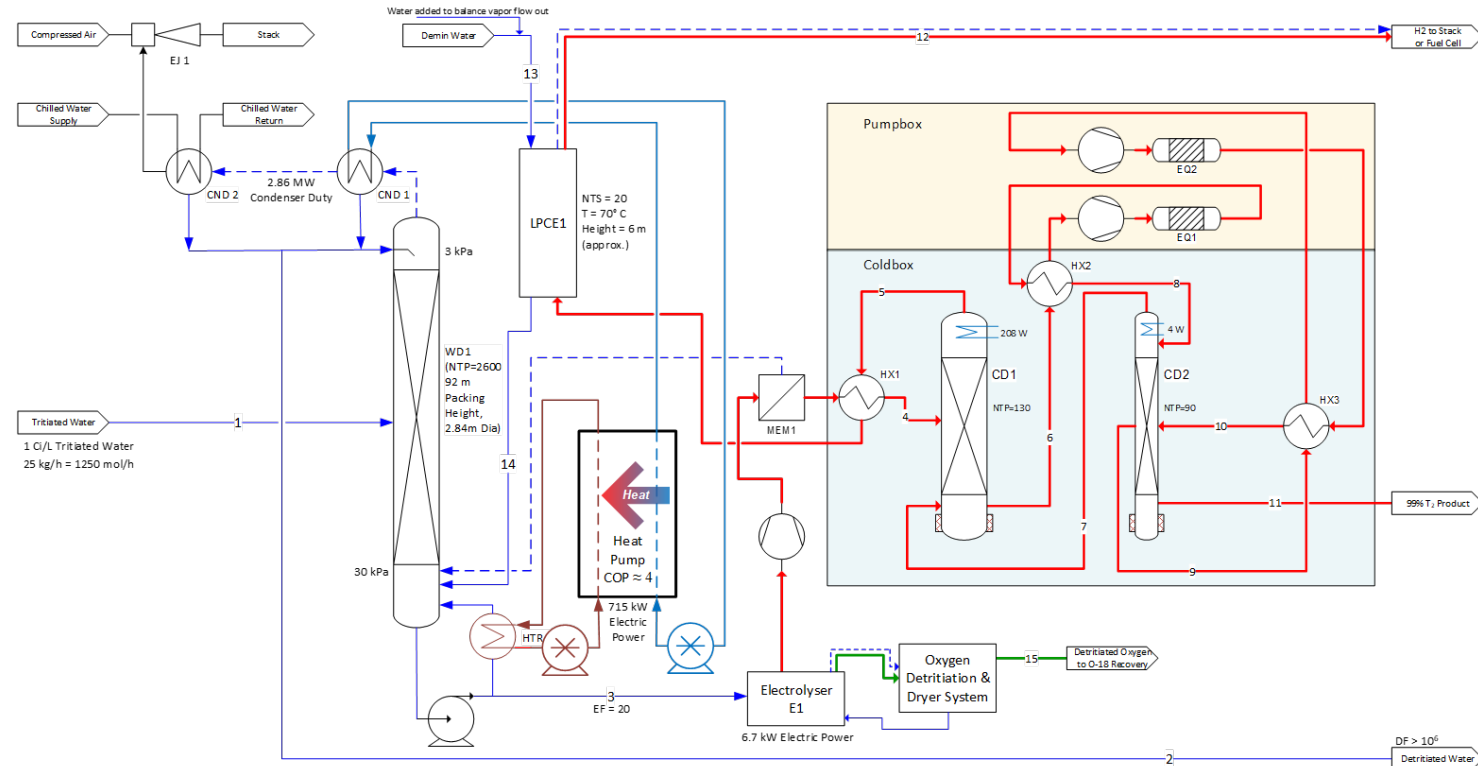 Water added to balance vapor flow out
Compressed Air
Stack
EJ 1
Demin Water
12
H2 to Stack
or Fuel Cell
13
Chilled Water
Supply
Chilled Water
Return
CND 2
2.86 MW
Condenser Duty
CND 1
LPCE1
NTS = 20
T = 70° C
Height = 6 m
(approx.)
Pumpbox
EQ2
EQ1
3 kPa
Coldbox
HX2
5
8
208 W
4 W
WD1
(NTP=2600
92 m
Packing
Height,
2.84m Dia)
HX1
CD1
CD2
NTP=130
NTP=90
HX3
MEM1
4
6
10
Tritiated Water
1
1 Ci/L Tritiated Water
25 kg/h = 1250 mol/h
14
Heat
7
11
99% T₂ Product
Heat
Pump
COP ≈ 4
30 kPa
9
715 kW
Electric
Power
HTR
Electrolyser
E1
Oxygen
Detritiation &
Dryer System
15
Detritiated Oxygen
to O-18 Recovery
3
EF = 20
6.7 kW Electric Power
2
DF > 10⁶
Detritiated Water